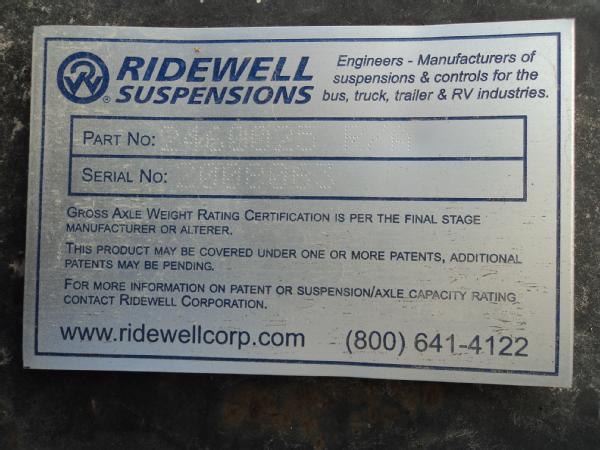 RIDEWELL
SUSPENSIONS
Engineers - Manufacturers of
suspensions & controls for the
bus, truck, trailer & RV industries.
PART NO:
SERIAL NO:
GROSS AXLE WEIGHT RATING CERTIFICATION IS PER THE FINAL STAGE
MANUFACTURER OR ALTERER.
THIS PRODUCT MAY BE COVERED UNDER ONE OR MORE PATENTS, ADDITIONAL
PATENTS MAY BE PENDING.
FOR MORE INFORMATION ON PATENT OR SUSPENSION/AXLE CAPACITY RATING
CONTACT RIDEWELL CORPORATION.
www.ridewellcorp.com (800) 641-4122